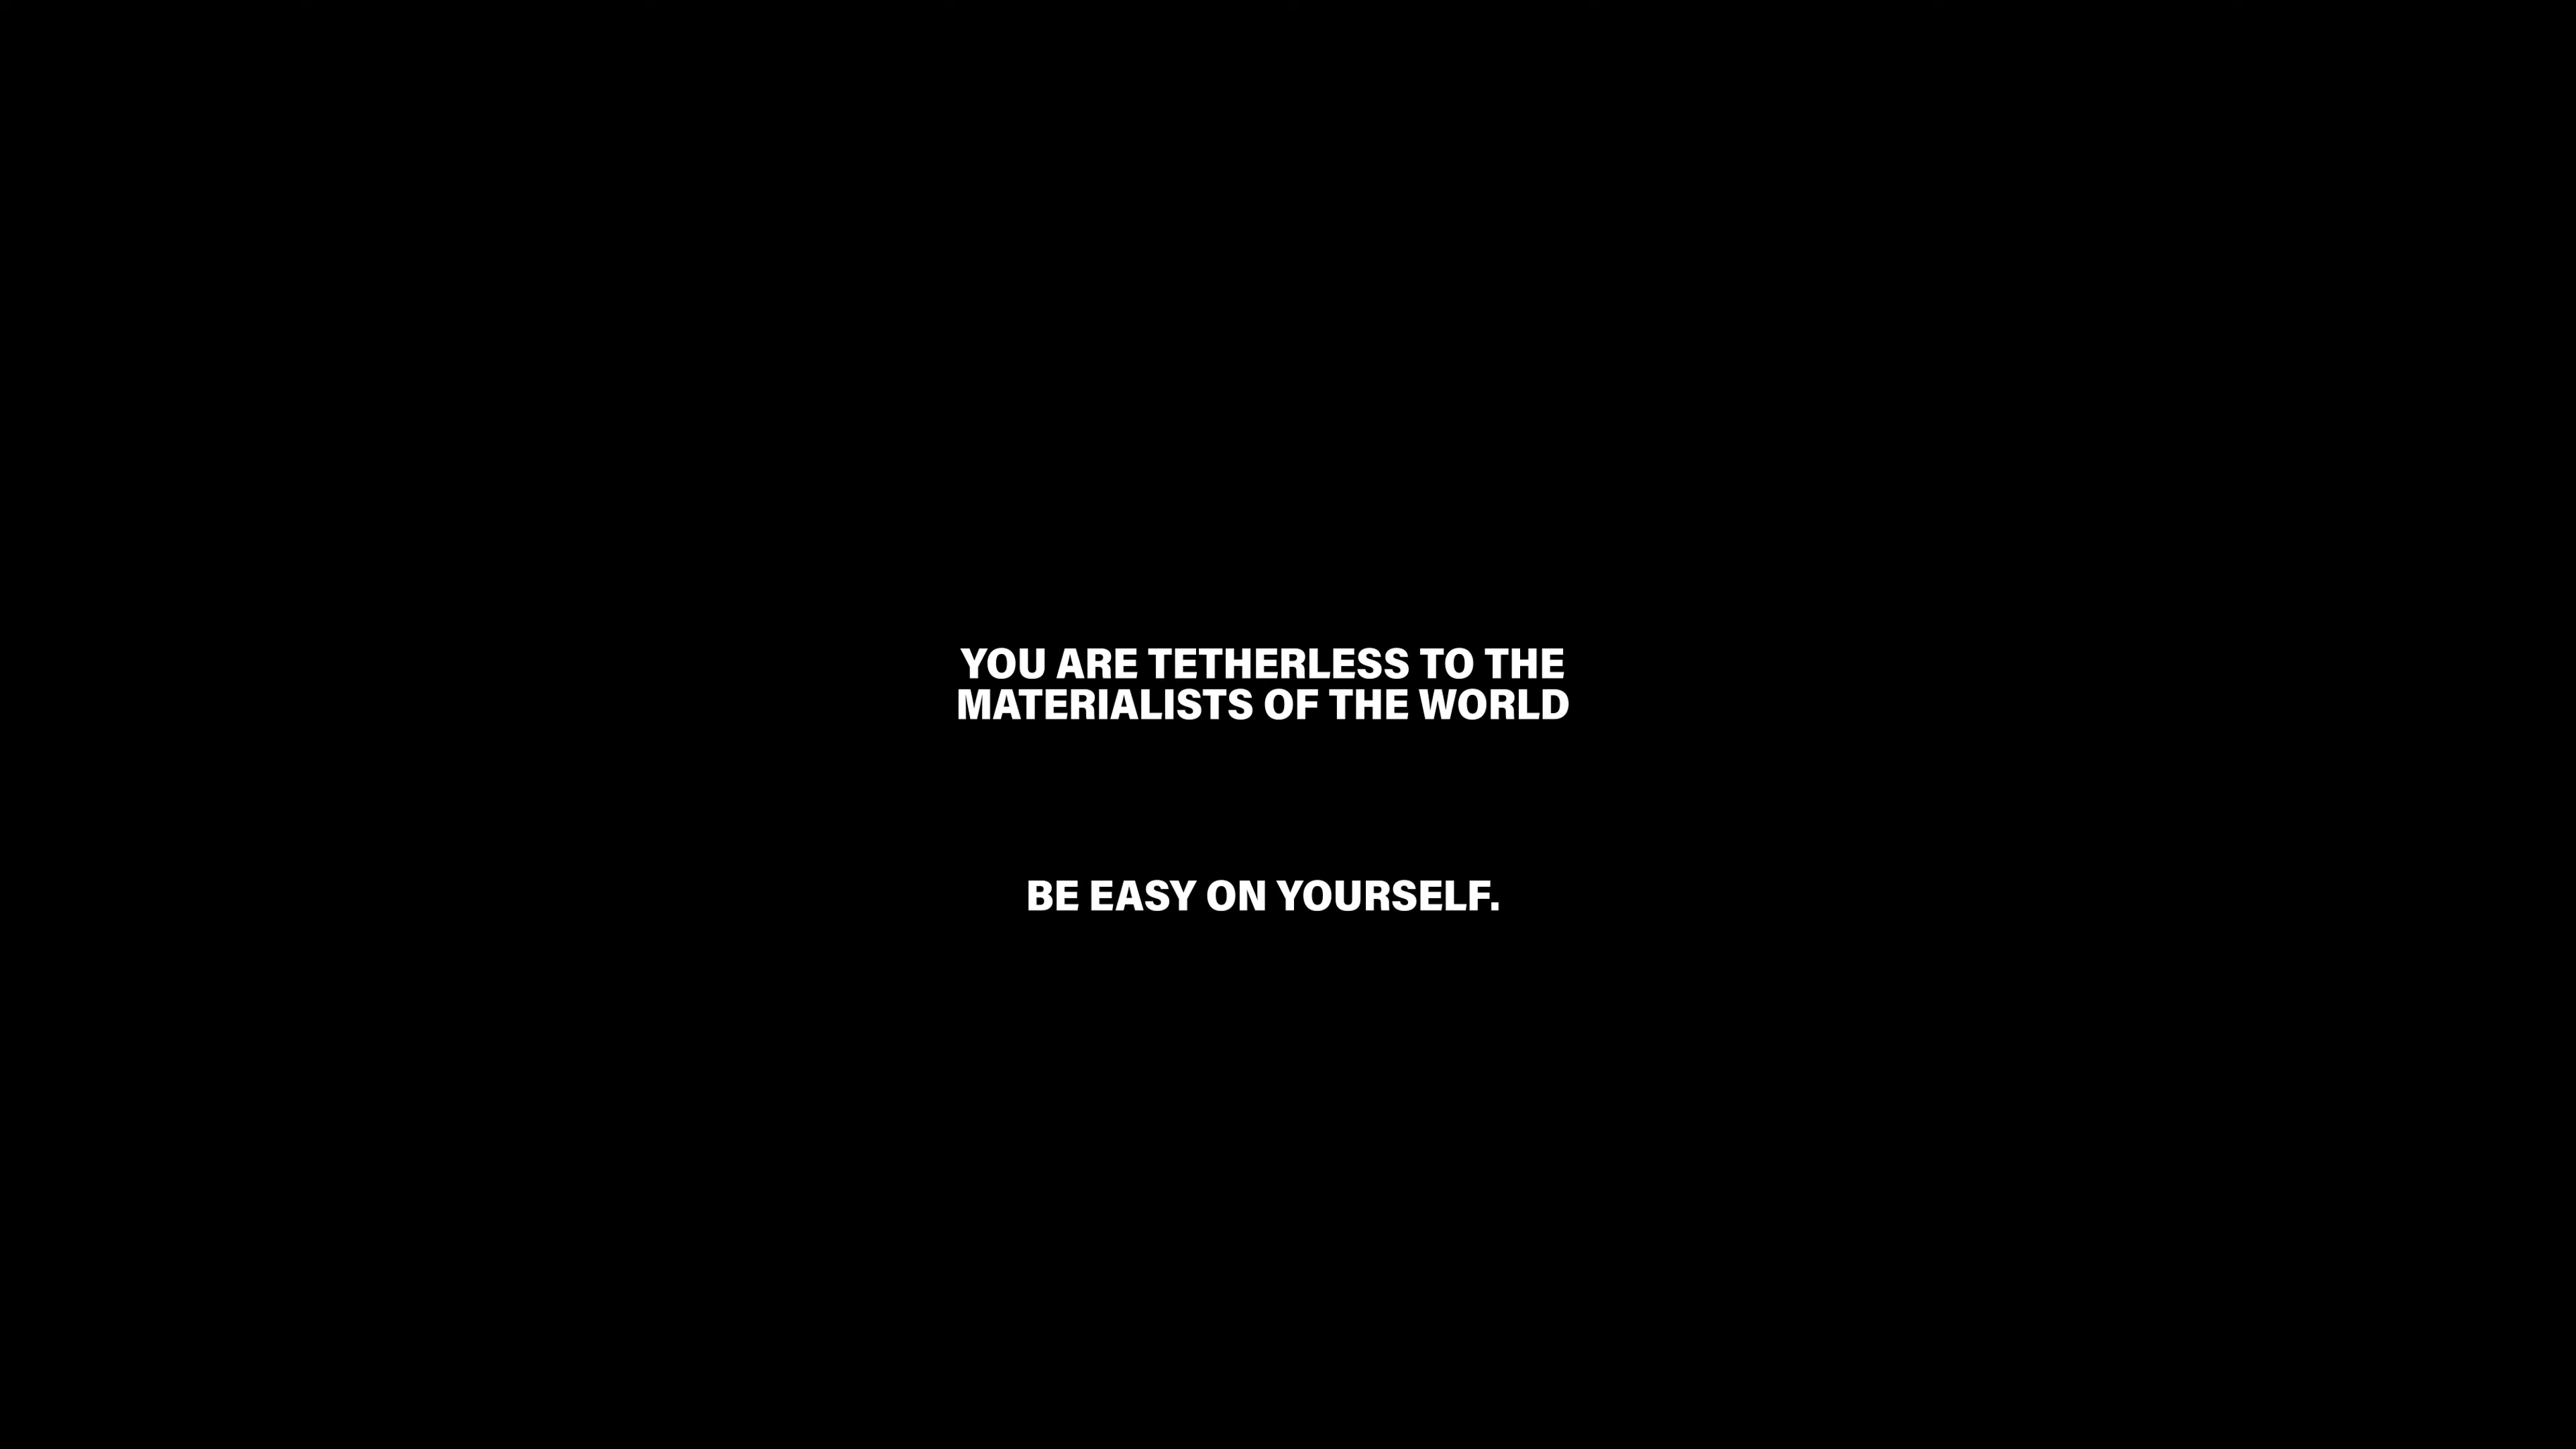 YOU ARE TETHERLESS TO THE
MATERIALISTS OF THE WORLD
BE EASY ON YOURSELF.